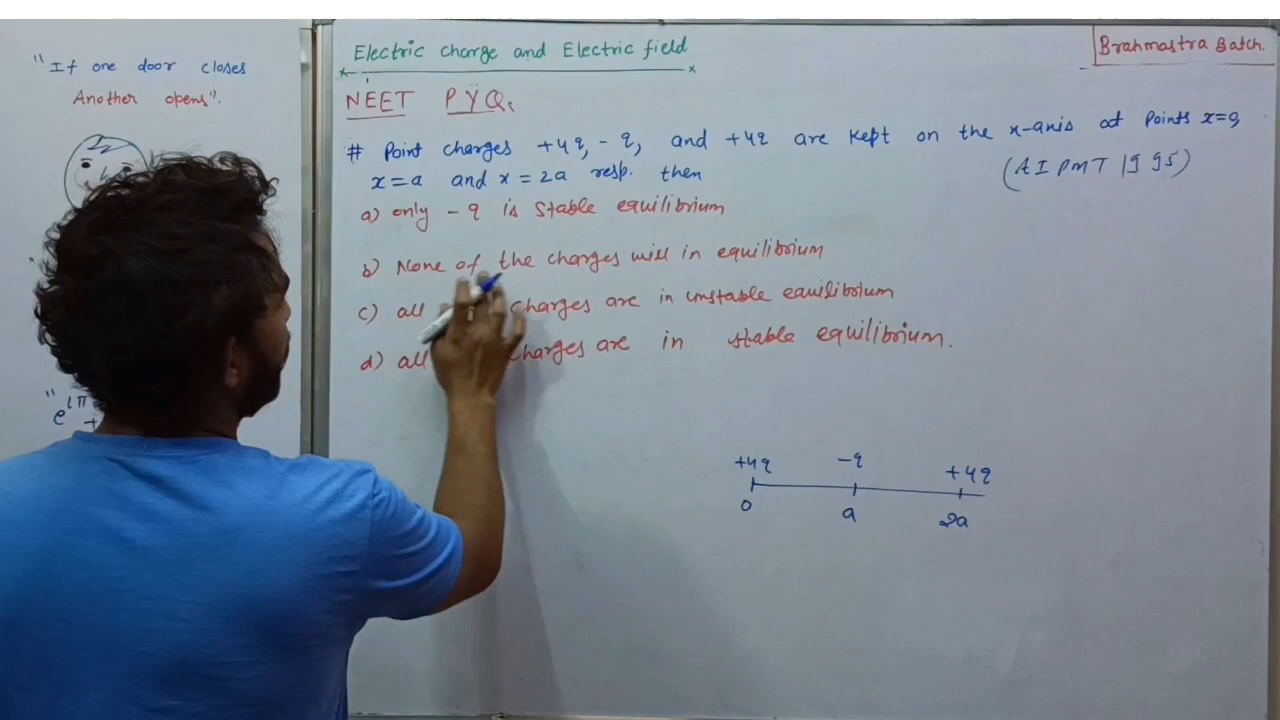 "If one door closes
Another opens".
Electric charge and Electric field
Brahmastra Batch.
NEET PYQs
# Point charges +4q, -q, and +4q are kept on the x-axis at points x=0,
x=a and x=2a resp. then
(AIPMT 1995)
a) only -q is stable equilibrium
b) None of the charges will in equilibrium
c) all charges are in unstable equilibrium
d) all charges are in stable equilibrium.
+4q -q +4q
0 a 2a
"e^iπ
+